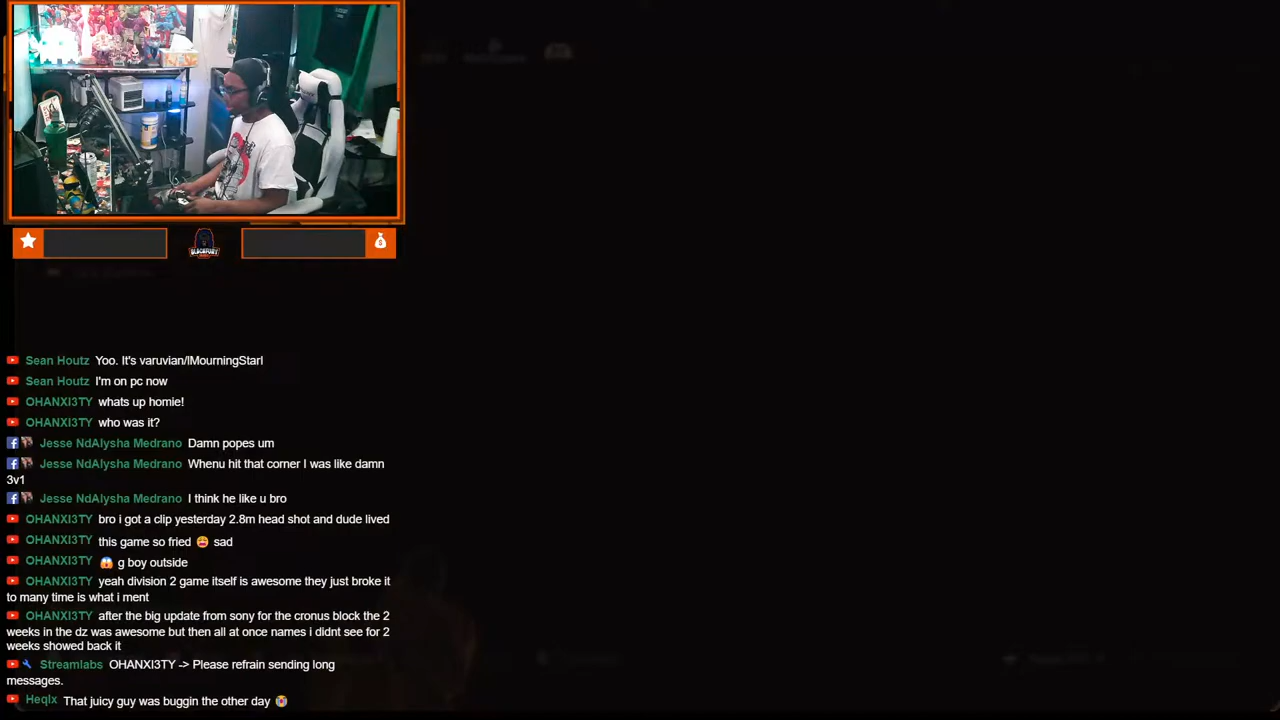 Sean Houtz Yoo. It's varuvian/lMourningStarl
Sean Houtz I'm on pc now
OHANXI3TY whats up homie!
OHANXI3TY who was it?
Jesse NdAlysha Medrano Damn popes um
Jesse NdAlysha Medrano Whenu hit that corner I was like damn
3v1
Jesse NdAlysha Medrano I think he like u bro
OHANXI3TY bro i got a clip yesterday 2.8m head shot and dude lived
OHANXI3TY this game so fried 😩 sad
OHANXI3TY 😱 g boy outside
OHANXI3TY yeah division 2 game itself is awesome they just broke it
to many time is what i ment
OHANXI3TY after the big update from sony for the cronus block the 2
weeks in the dz was awesome but then all at once names i didnt see for 2
weeks showed back it
Streamlabs OHANXI3TY -> Please refrain sending long
messages.
Heqlx That juicy guy was buggin the other day 😭